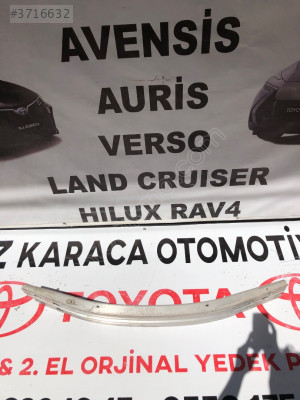 #3716632
AVENSİS
AURİS
VERSO
LAND CRUISER
HILUX RAV4
Z KARACA OTOMOTİV
TOYOTA
& 2. EL ORJİNAL YEDEK P